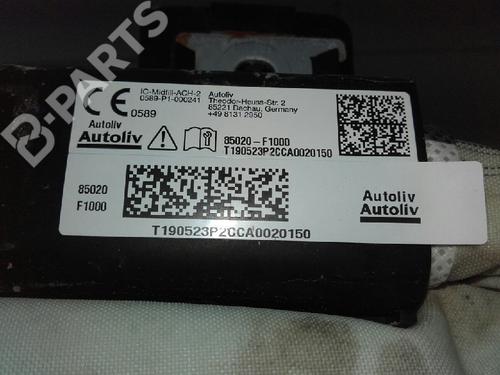 B-PARTS
IC-Midfill-ACH-2
0589-P1-000241
Autoliv
Theodor-Heuss-Str. 2
85221 Dachau, Germany
+49 8131 2950
CE 0589
Autoliv
Autoliv
85020-F1000
T190523P2CCA0020150
85020
F1000
Autoliv
Autoliv
T190523P2CCA0020150